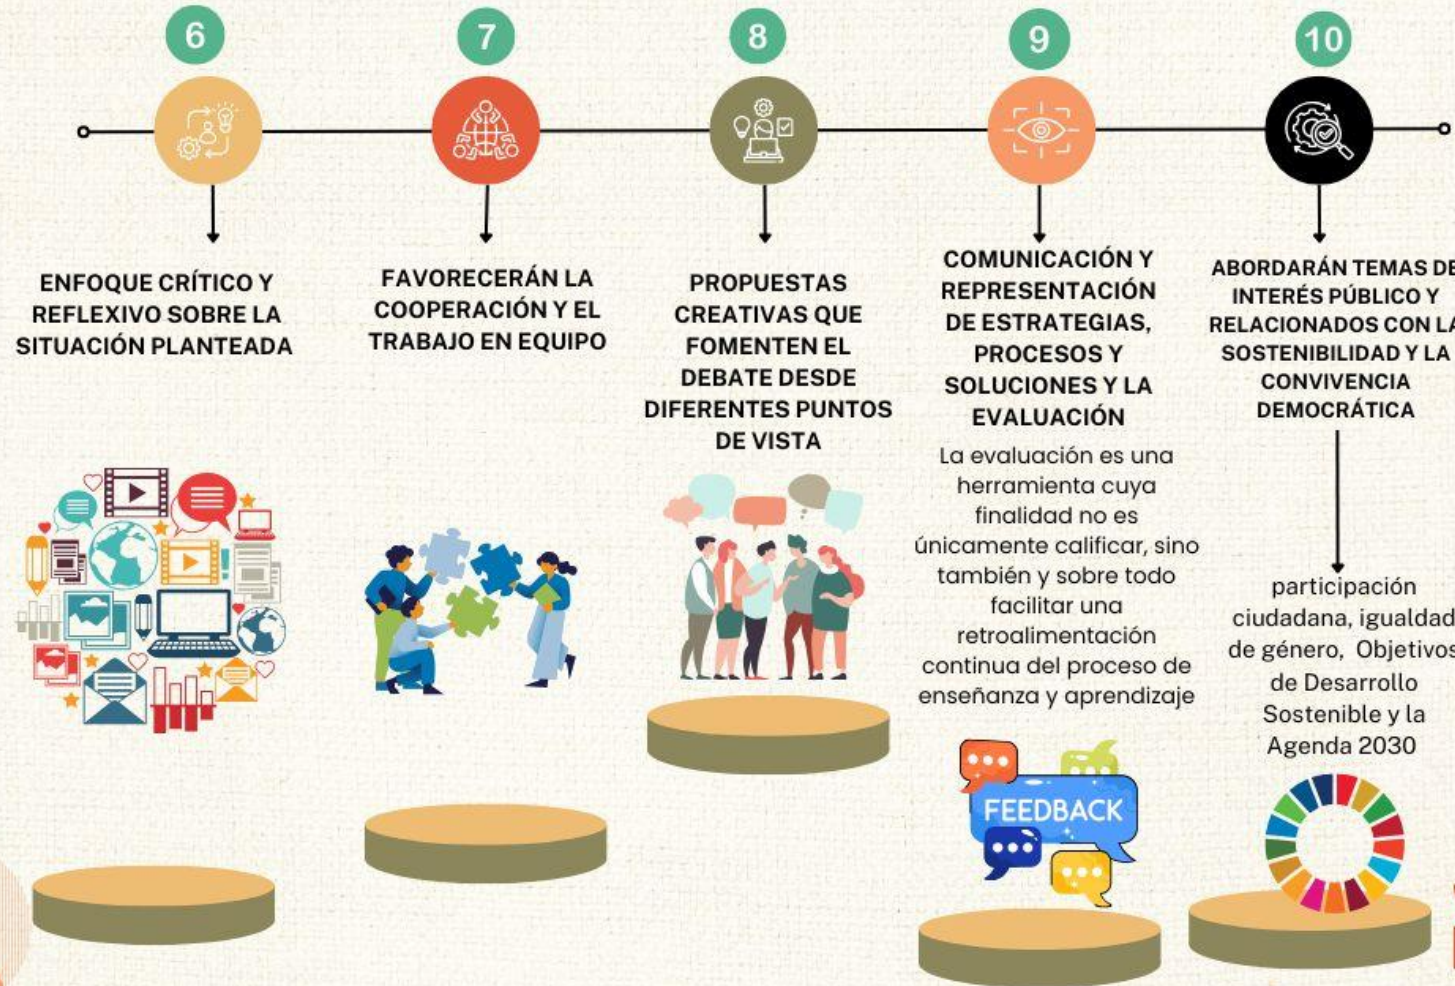 6
ENFOQUE CRÍTICO Y
REFLEXIVO SOBRE LA
SITUACIÓN PLANTEADA
7
FAVORECERÁN LA
COOPERACIÓN Y EL
TRABAJO EN EQUIPO
8
PROPUESTAS
CREATIVAS QUE
FOMENTEN EL
DEBATE DESDE
DIFERENTES PUNTOS
DE VISTA
9
COMUNICACIÓN Y
REPRESENTACIÓN
DE ESTRATEGIAS,
PROCESOS Y
SOLUCIONES Y LA
EVALUACIÓN
La evaluación es una
herramienta cuya
finalidad no es
únicamente calificar, sino
también y sobre todo
facilitar una
retroalimentación
continua del proceso de
enseñanza y aprendizaje
FEEDBACK
10
ABORDARÁN TEMAS DE
INTERÉS PÚBLICO Y
RELACIONADOS CON LA
SOSTENIBILIDAD Y LA
CONVIVENCIA
DEMOCRÁTICA
participación
ciudadana, igualdad
de género, Objetivos
de Desarrollo
Sostenible y la
Agenda 2030